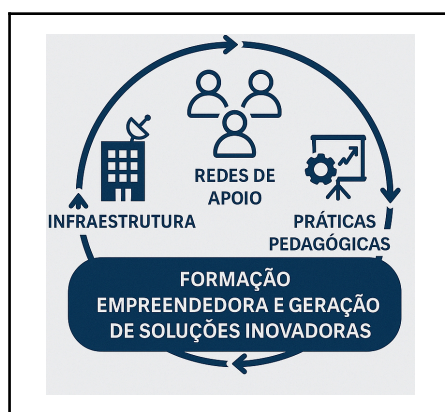 REDES DE
APOIO
INFRAESTRUTURA
PRÁTICAS
PEDAGÓGICAS
FORMAÇÃO
EMPREENDEDORA E GERAÇÃO
DE SOLUÇÕES INOVADORAS